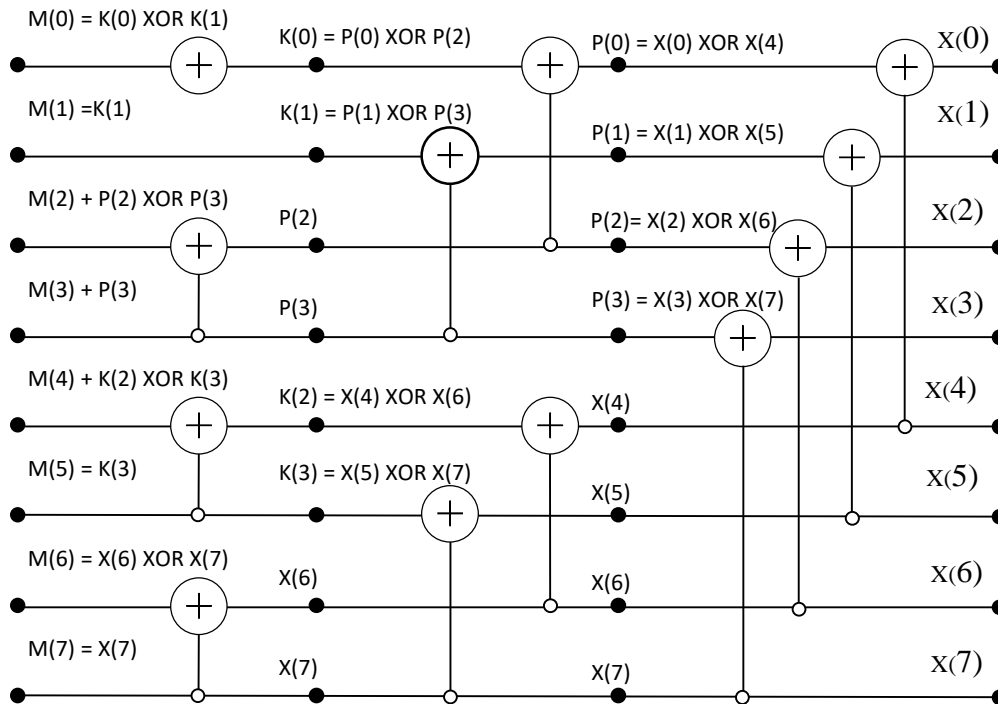 M(0) = K(0) XOR K(1)
K(0) = P(0) XOR P(2)
P(0) = X(0) XOR X(4)
X(0)
M(1) =K(1)
K(1) = P(1) XOR P(3)
P(1) = X(1) XOR X(5)
X(1)
M(2) + P(2) XOR P(3)
P(2)
P(2)= X(2) XOR X(6)
X(2)
M(3) + P(3)
P(3)
P(3) = X(3) XOR X(7)
X(3)
M(4) + K(2) XOR K(3)
K(2) = X(4) XOR X(6)
X(4)
X(4)
M(5) = K(3)
K(3) = X(5) XOR X(7)
X(5)
X(5)
M(6) = X(6) XOR X(7)
X(6)
X(6)
X(6)
M(7) = X(7)
X(7)
X(7)
X(7)